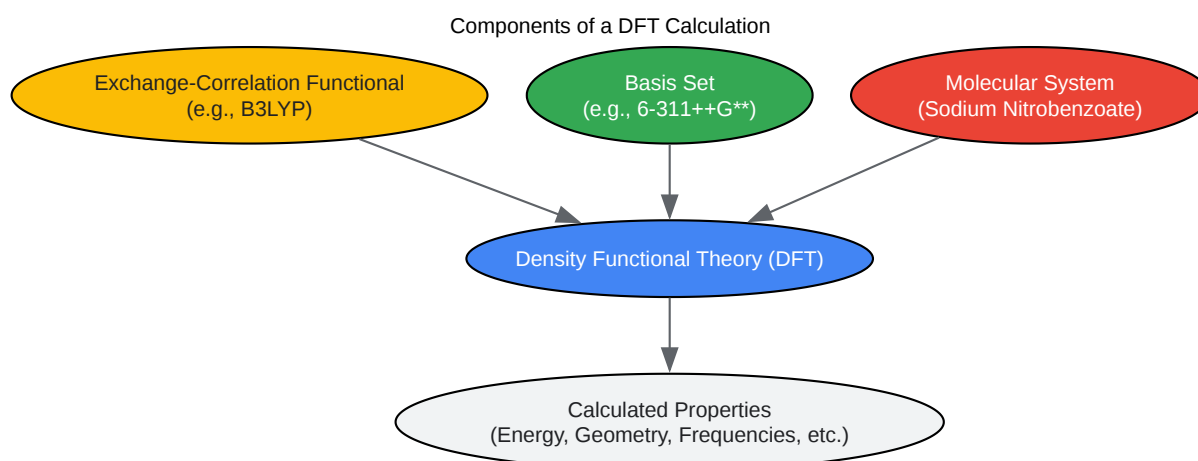 Components of a DFT Calculation
Exchange-Correlation Functional
(e.g., B3LYP)
Basis Set
(e.g., 6-311++G**)
Molecular System
(Sodium Nitrobenzoate)
Density Functional Theory (DFT)
Calculated Properties
(Energy, Geometry, Frequencies, etc.)